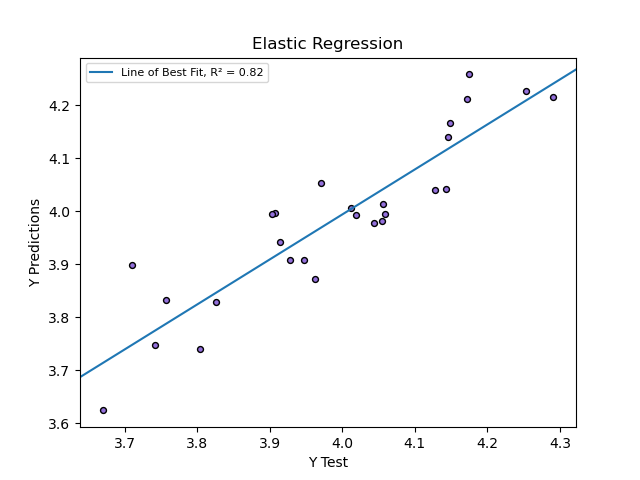 Elastic Regression
Line of Best Fit, R² = 0.82
Y Predictions
4.2
4.1
4.0
3.9
3.8
3.7
3.6
3.7 3.8 3.9 4.0 4.1 4.2 4.3
Y Test